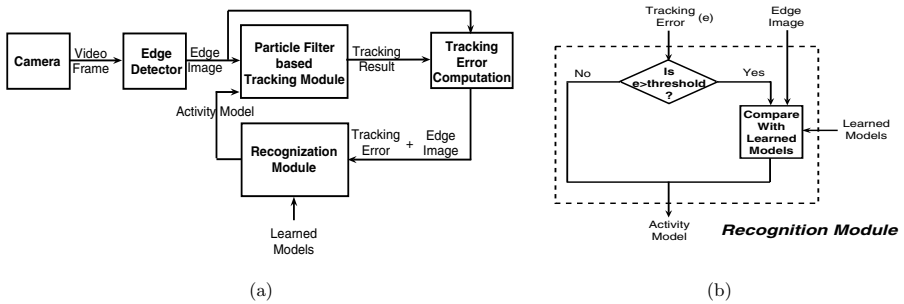 Camera
Video
Frame
Edge
Detector
Edge
Image
Particle Filter
based
Tracking Module
Tracking
Result
Tracking
Error
Computation
Activity Model
Recognization
Module
Tracking
Error
+
Edge
Image
Learned
Models
(a)
Tracking
Error
(e)
Edge
Image
No
Is
e>threshold
?
Yes
Compare
With
Learned
Models
Learned
Models
Activity
Model
Recognition Module
(b)